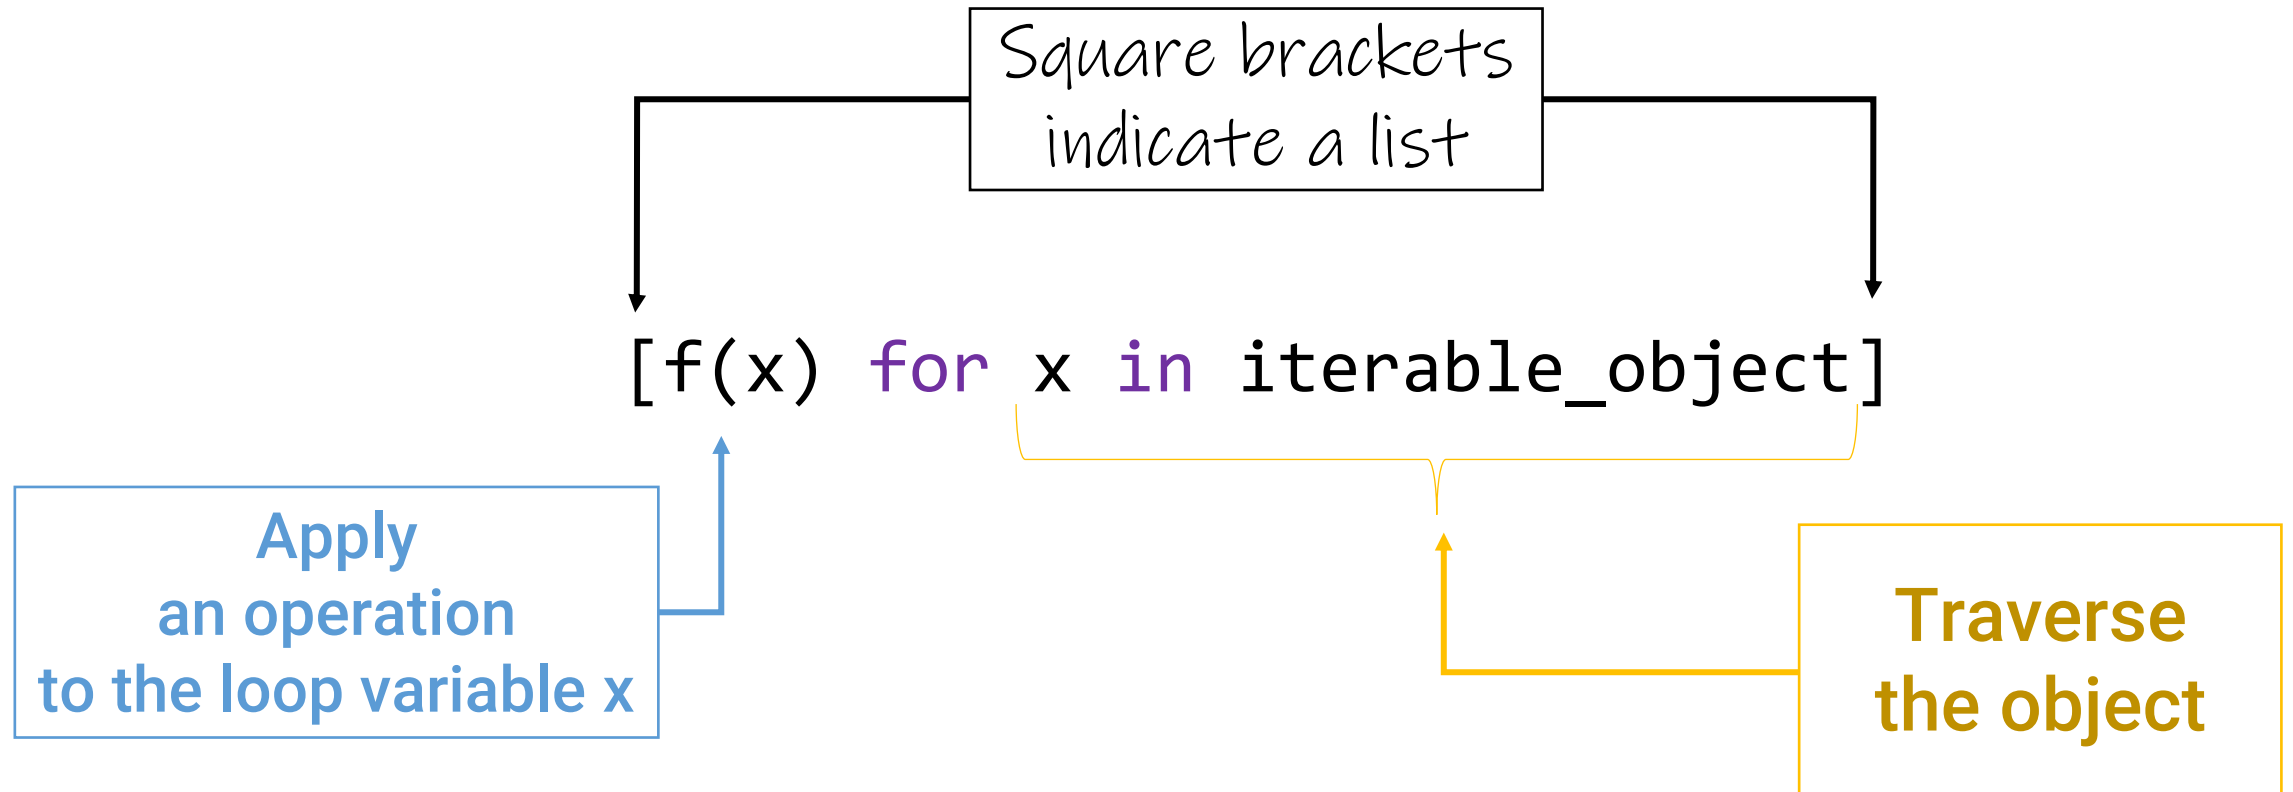 Square brackets
indicate a list
[f(x) for x in iterable_object]
Apply
an operation
to the loop variable x
Traverse
the object